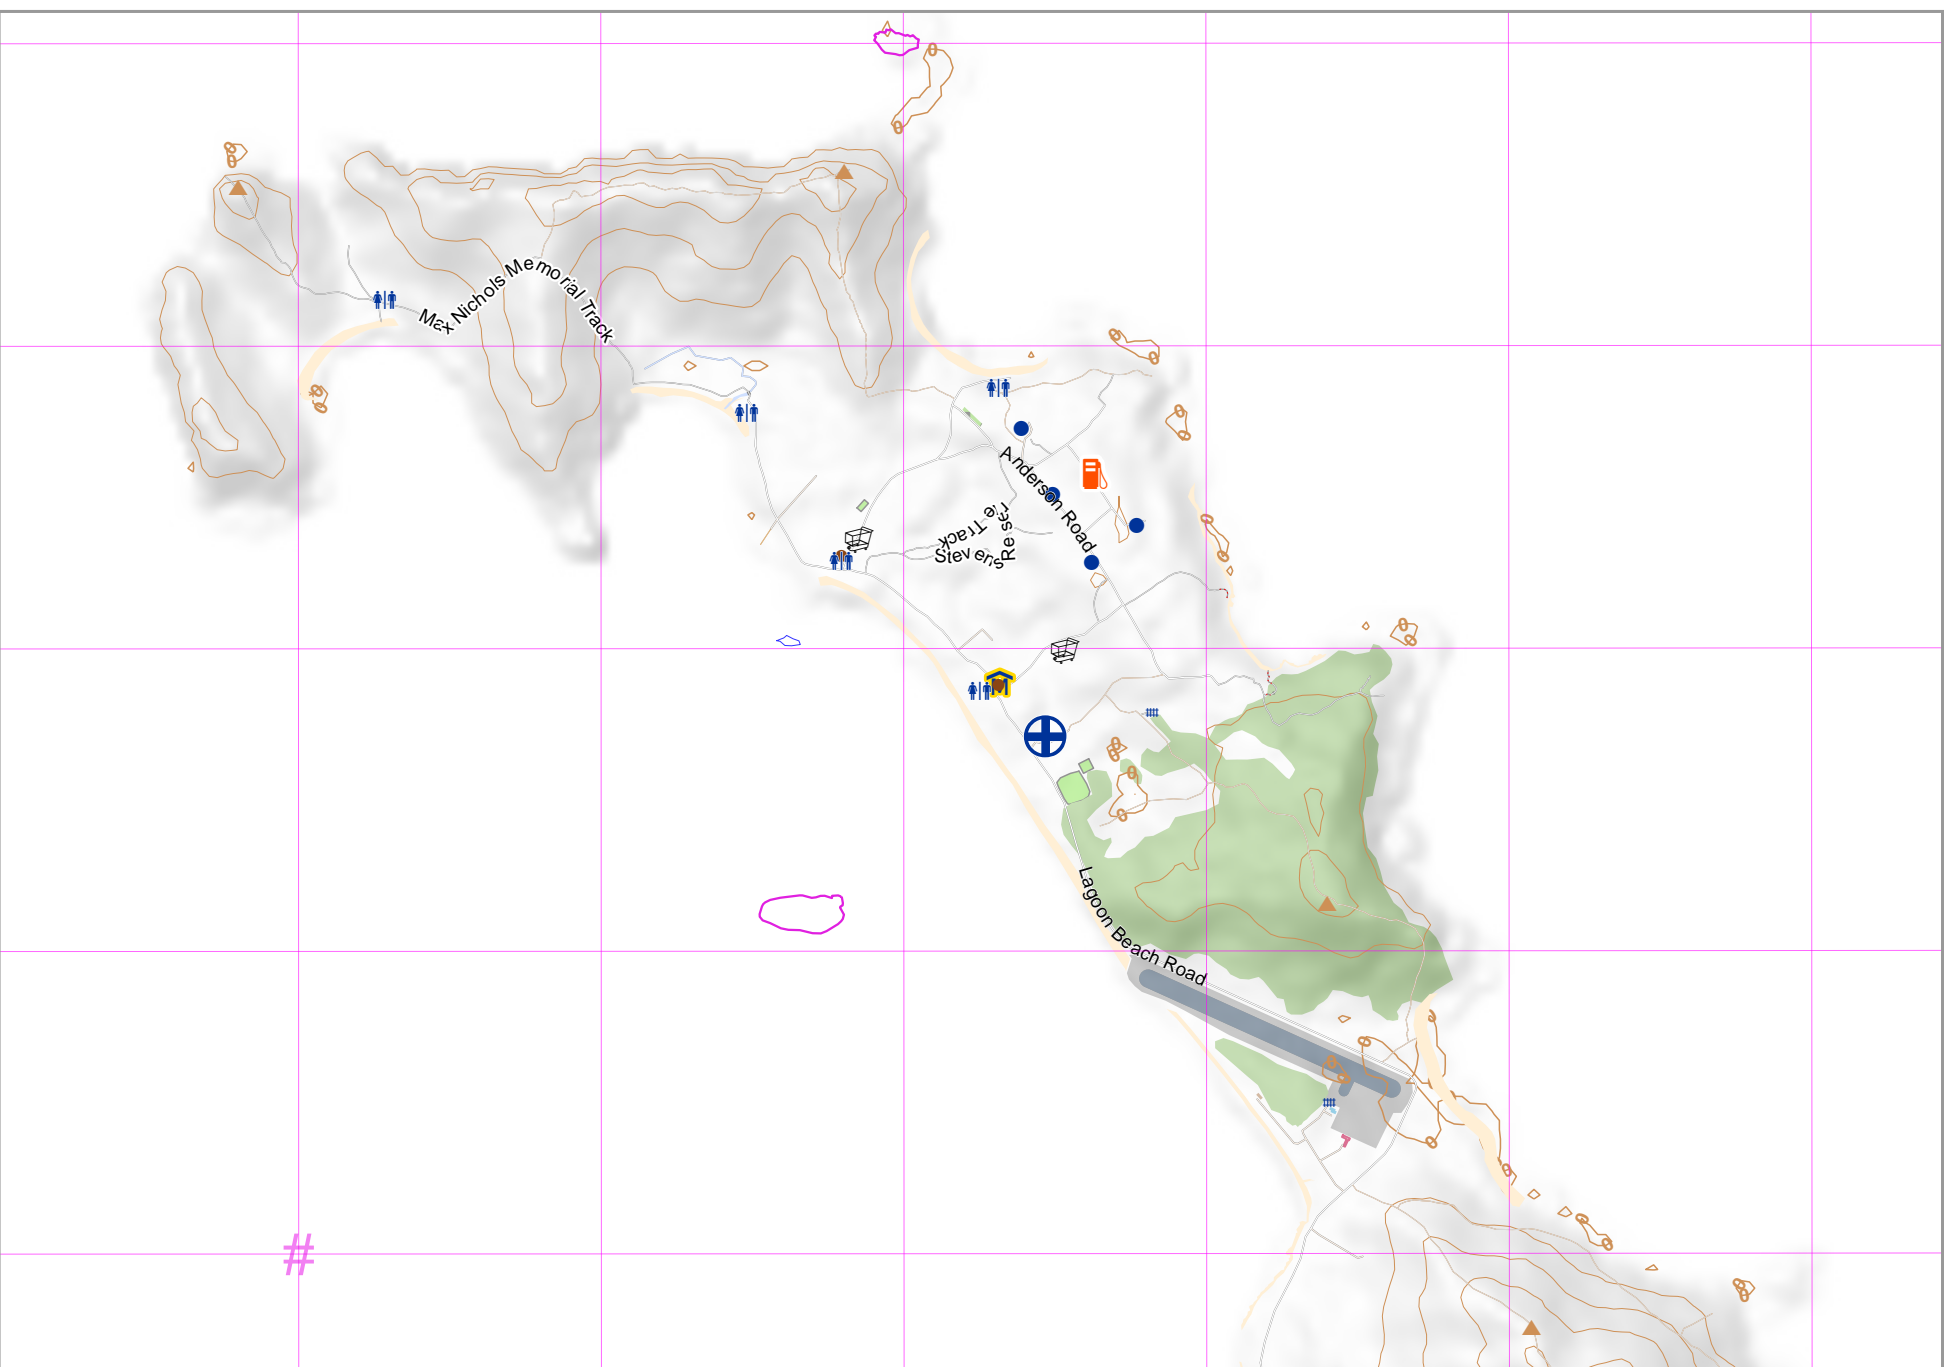 Max Nichols Memorial Track
Anderson Road
Stevens
Reserve Track
Lagoon Beach Road
#